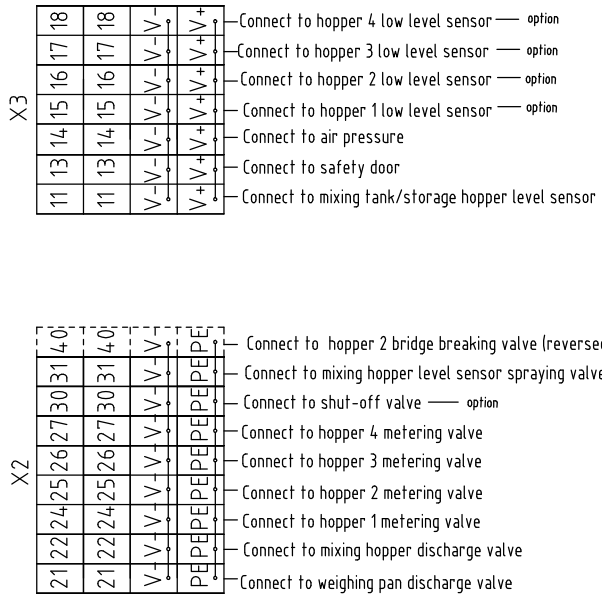 X3
18 18 V- V+ Connect to hopper 4 low level sensor — option
17 17 V- V+ Connect to hopper 3 low level sensor — option
16 16 V- V+ Connect to hopper 2 low level sensor — option
15 15 V- V+ Connect to hopper 1 low level sensor — option
14 14 V- V+ Connect to air pressure
13 13 V- V+ Connect to safety door
11 11 V- V+ Connect to mixing tank/storage hopper level sensor
X2
40 40 V- PE Connect to hopper 2 bridge breaking valve (reverse
31 31 V- PE Connect to mixing hopper level sensor spraying valve
30 30 V- PE Connect to shut-off valve — option
27 27 V- PE Connect to hopper 4 metering valve
26 26 V- PE Connect to hopper 3 metering valve
25 25 V- PE Connect to hopper 2 metering valve
24 24 V- PE Connect to hopper 1 metering valve
22 22 V- PE Connect to mixing hopper discharge valve
21 21 V- PE Connect to weighing pan discharge valve